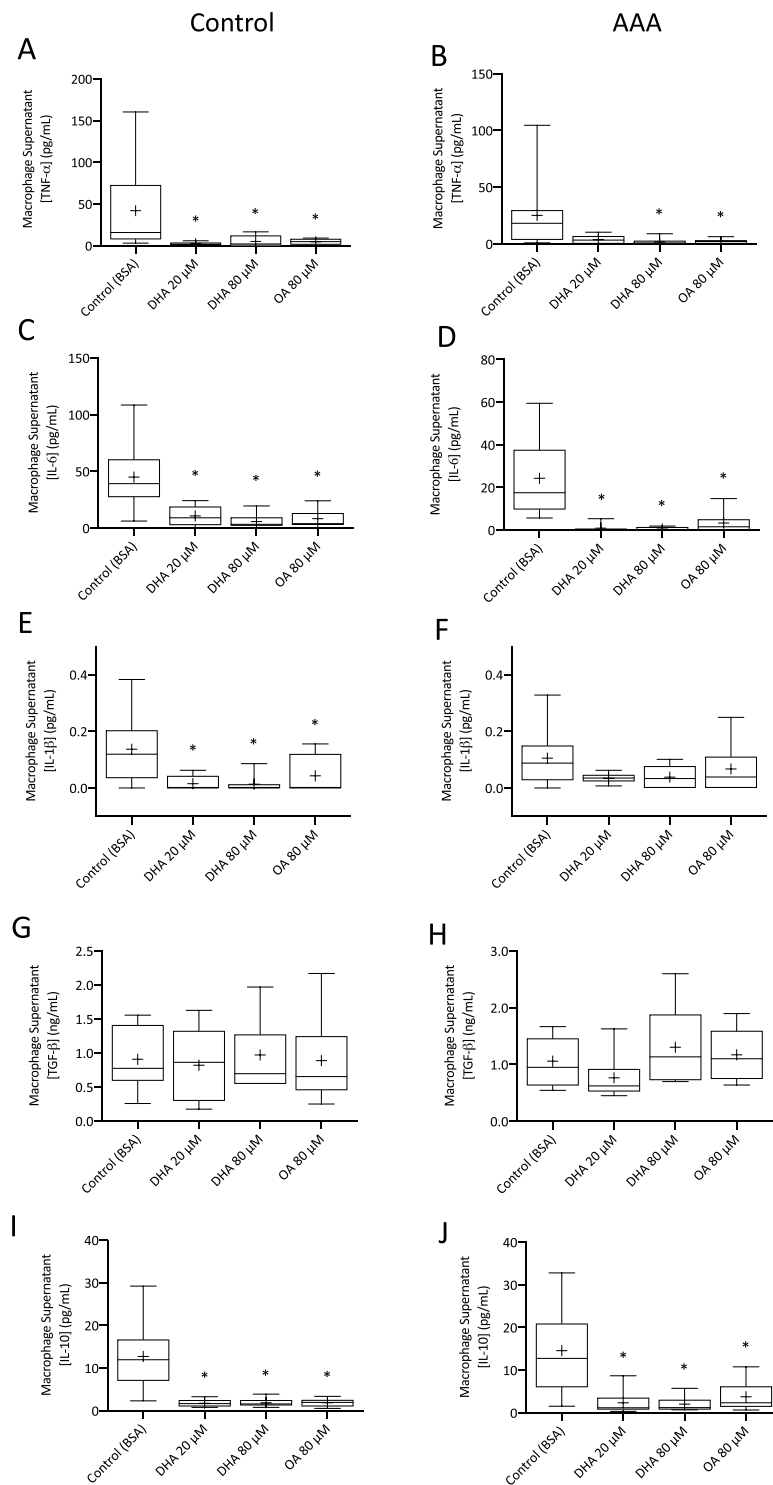 Control
AAA
A
Macrophage Supernatant
[TNF-α] (pg/mL)
200
150
100
50
0
*
*
*
Control (BSA)
DHA 20 μM
DHA 80 μM
OA 80 μM
B
Macrophage Supernatant
[TNF-α] (pg/mL)
150
100
50
0
*
*
Control (BSA)
DHA 20 μM
DHA 80 μM
OA 80 μM
C
Macrophage Supernatant
[IL-6] (pg/mL)
150
100
50
0
*
*
*
Control (BSA)
DHA 20 μM
DHA 80 μM
OA 80 μM
D
Macrophage Supernatant
[IL-6] (pg/mL)
80
60
40
20
0
*
*
*
Control (BSA)
DHA 20 μM
DHA 80 μM
OA 80 μM
E
Macrophage Supernatant
[IL-1β] (pg/mL)
0.4
0.2
0.0
*
*
*
Control (BSA)
DHA 20 μM
DHA 80 μM
OA 80 μM
F
Macrophage Supernatant
[IL-1β] (pg/mL)
0.4
0.2
0.0
Control (BSA)
DHA 20 μM
DHA 80 μM
OA 80 μM
G
Macrophage Supernatant
[TGF-β] (ng/mL)
2.5
2.0
1.5
1.0
0.5
0.0
Control (BSA)
DHA 20 μM
DHA 80 μM
OA 80 μM
H
Macrophage Supernatant
[TGF-β] (ng/mL)
3.0
2.0
1.0
0.0
Control (BSA)
DHA 20 μM
DHA 80 μM
OA 80 μM
I
Macrophage Supernatant
[IL-10] (pg/mL)
40
30
20
10
0
*
*
*
Control (BSA)
DHA 20 μM
DHA 80 μM
OA 80 μM
J
Macrophage Supernatant
[IL-10] (pg/mL)
40
30
20
10
0
*
*
*
Control (BSA)
DHA 20 μM
DHA 80 μM
OA 80 μM